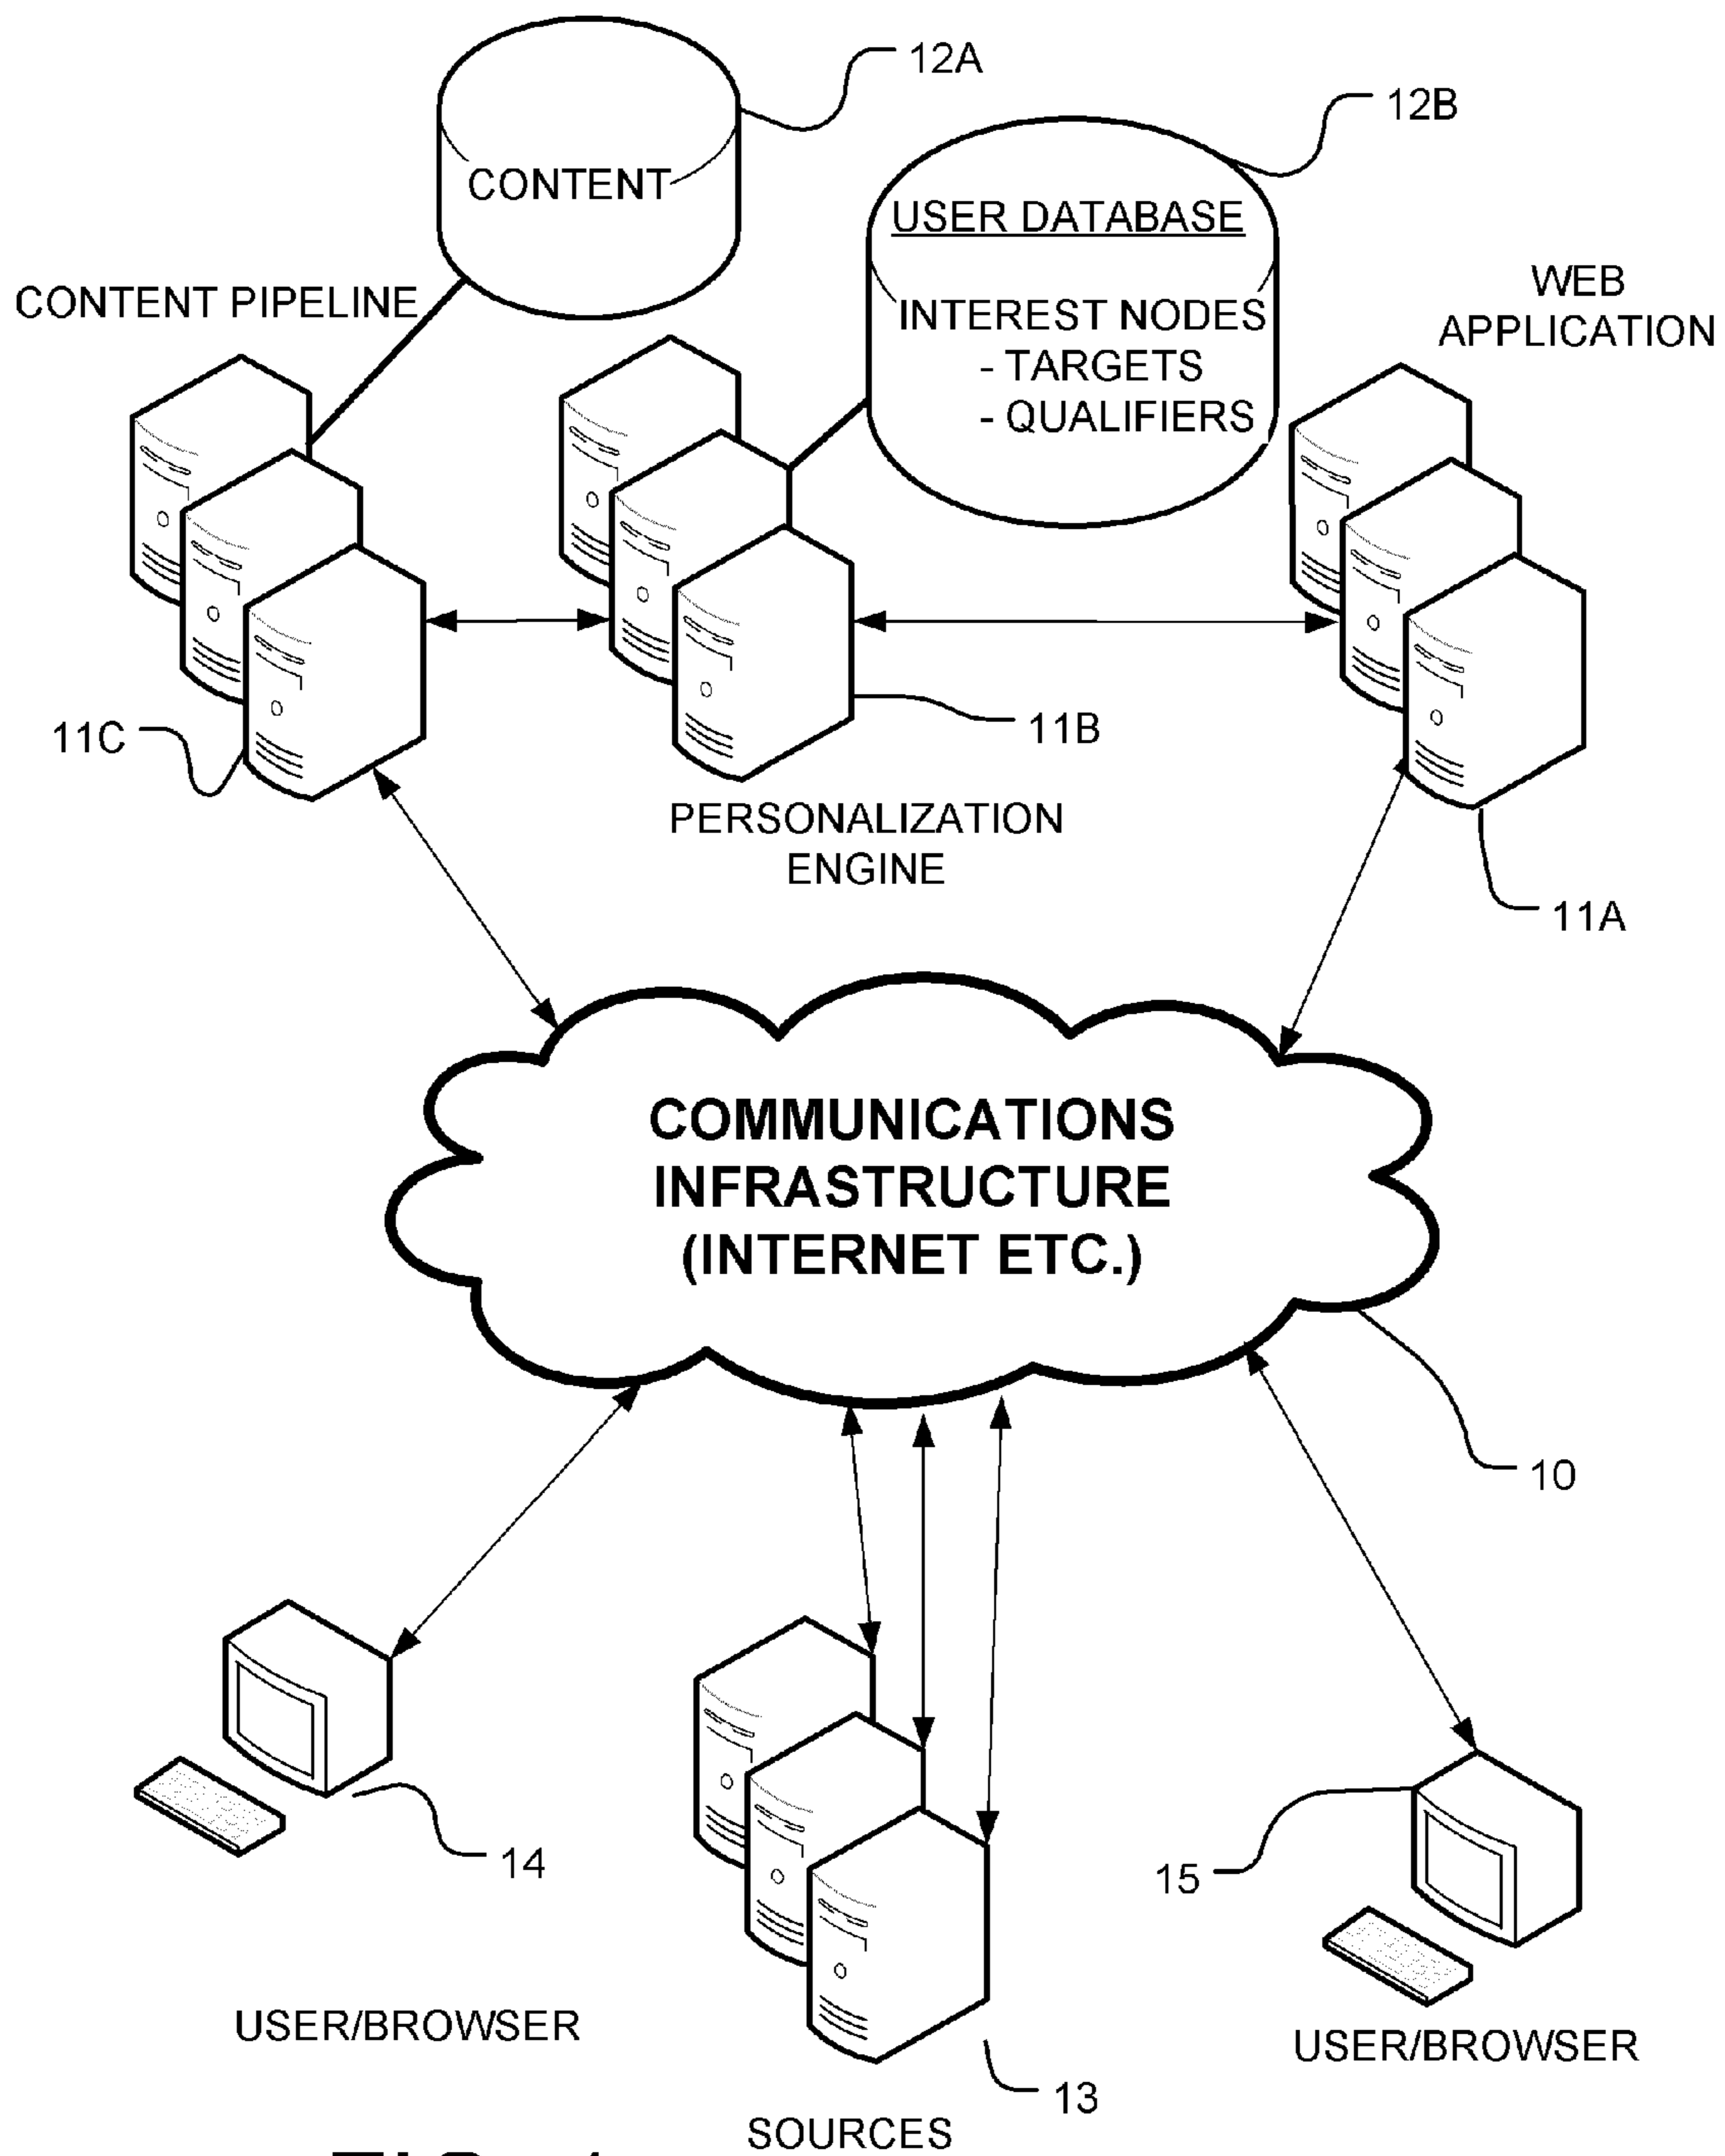 12A
12B
CONTENT
USER DATABASE
INTEREST NODES
- TARGETS
- QUALIFIERS
CONTENT PIPELINE
WEB
APPLICATION
11C
11B
PERSONALIZATION
ENGINE
11A
COMMUNICATIONS
INFRASTRUCTURE
(INTERNET ETC.)
10
14
15
USER/BROWSER
USER/BROWSER
13
SOURCES